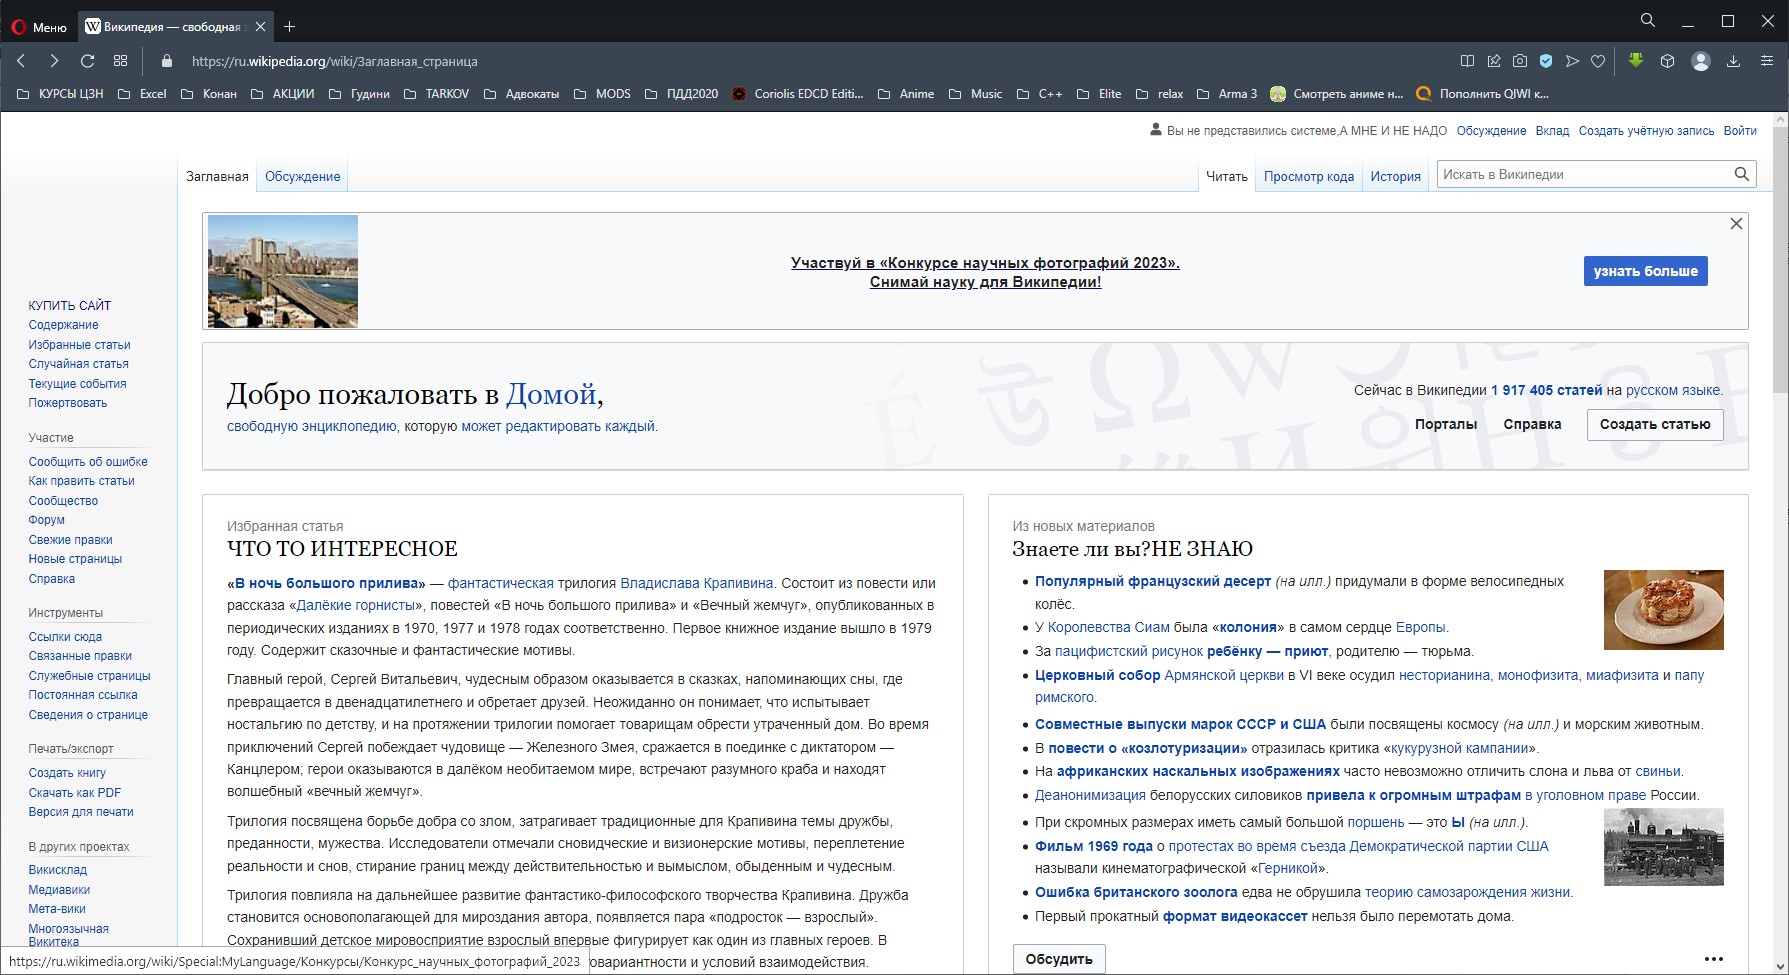 Меню
Википедия — свободная э
https://ru.wikipedia.org/wiki/Заглавная_страница
КУРСЫ ЦЗН Excel Конан АКЦИИ Гудини TARKOV Адвокаты MODS ПДД2020 Coriolis EDCD Editi... Anime Music C++ Elite relax Arma 3 Смотреть аниме н... Пополнить QIWI к...
Вы не представились системе,А МНЕ И НЕ НАДО Обсуждение Вклад Создать учётную запись Войти
Заглавная Обсуждение Читать Просмотр кода История Искать в Википедии
Участвуй в «Конкурсе научных фотографий 2023».
Снимай науку для Википедии!
узнать больше
Добро пожаловать в Домой,
свободную энциклопедию, которую может редактировать каждый.
Сейчас в Википедии 1 917 405 статей на русском языке.
Порталы Справка Создать статью
КУПИТЬ САЙТ
Содержание
Избранные статьи
Случайная статья
Текущие события
Пожертвовать
Участие
Сообщить об ошибке
Как править статьи
Сообщество
Форум
Свежие правки
Новые страницы
Справка
Инструменты
Ссылки сюда
Связанные правки
Служебные страницы
Постоянная ссылка
Сведения о странице
Печать/экспорт
Создать книгу
Скачать как PDF
Версия для печати
В других проектах
Викисклад
Медиавики
Мета-вики
Многоязычная
Викитека
Избранная статья
ЧТО ТО ИНТЕРЕСНОЕ
«В ночь большого прилива» — фантастическая трилогия Владислава Крапивина. Состоит из повести или
рассказа «Далёкие горнисты», повестей «В ночь большого прилива» и «Вечный жемчуг», опубликованных в
периодических изданиях в 1970, 1977 и 1978 годах соответственно. Первое книжное издание вышло в 1979
году. Содержит сказочные и фантастические мотивы.
Главный герой, Сергей Витальевич, чудесным образом оказывается в сказках, напоминающих сны, где
превращается в двенадцатилетнего и обретает друзей. Неожиданно он понимает, что испытывает
ностальгию по детству, и на протяжении трилогии помогает товарищам обрести утраченный дом. Во время
приключений Сергей побеждает чудовище — Железного Змея, сражается в поединке с диктатором —
Канцлером; герои оказываются в далёком необитаемом мире, встречают разумного краба и находят
волшебный «вечный жемчуг».
Трилогия посвящена борьбе добра со злом, затрагивает традиционные для Крапивина темы дружбы,
преданности, мужества. Исследователи отмечали сновидческие и визионерские мотивы, переплетение
реальности и снов, стирание границ между действительностью и вымыслом, обыденным и чудесным.
Трилогия повлияла на дальнейшее развитие фантастико-философского творчества Крапивина. Дружба
становится основополагающей для мироздания автора, появляется пара «подросток — взрослый».
Сохранивший детское мировосприятие взрослый впервые фигурирует как один из главных героев. В
овариантности и условий взаимодействия.
Из новых материалов
Знаете ли вы?НЕ ЗНАЮ
Популярный французский десерт (на илл.) придумали в форме велосипедных
колёс.
У Королевства Сиам была «колония» в самом сердце Европы.
За пацифистский рисунок ребёнку — приют, родителю — тюрьма.
Церковный собор Армянской церкви в VI веке осудил несторианина, монофизита, миафизита и папу
римского.
Совместные выпуски марок СССР и США были посвящены космосу (на илл.) и морским животным.
В повести о «козлотуризации» отразилась критика «кукурузной кампании».
На африканских наскальных изображениях часто невозможно отличить слона и льва от свиньи.
Деанонимизация белорусских силовиков привела к огромным штрафам в уголовном праве России.
При скромных размерах иметь самый большой поршень — это Ы (на илл.).
Фильм 1969 года о протестах во время съезда Демократической партии США
называли кинематографической «Герникой».
Ошибка британского зоолога едва не обрушила теорию самозарождения жизни.
Первый прокатный формат видеокассет нельзя было перемотать дома.
Обсудить
https://ru.wikimedia.org/wiki/Special:MyLanguage/Конкурсы/Конкурс_научных_фотографий_2023